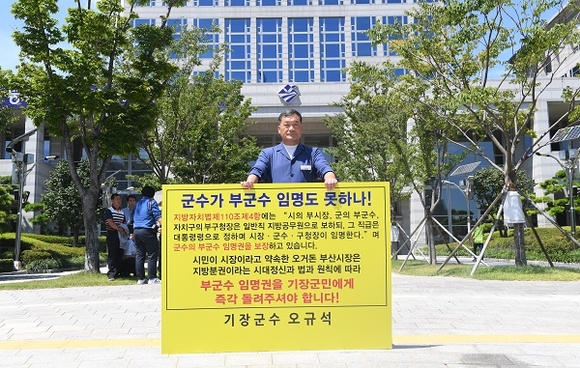 군수가 부군수 임명도 못하나!
지방자치법제110조제4항에는 "시의 부시장, 군의 부군수,
자치구의 부구청장은 일반직 지방공무원으로 보하되, 그 직급은
대통령령으로 정하며 시장·군수·구청장이 임명한다." 며
군수의 부군수 임명권을 보장하고 있습니다.
시민이 시장이라고 약속한 오거돈 부산시장은
지방분권이라는 시대정신과 법과 원칙에 따라
부군수 임명권을 기장군민에게
즉각 돌려주셔야 합니다!
기장군수 오규석